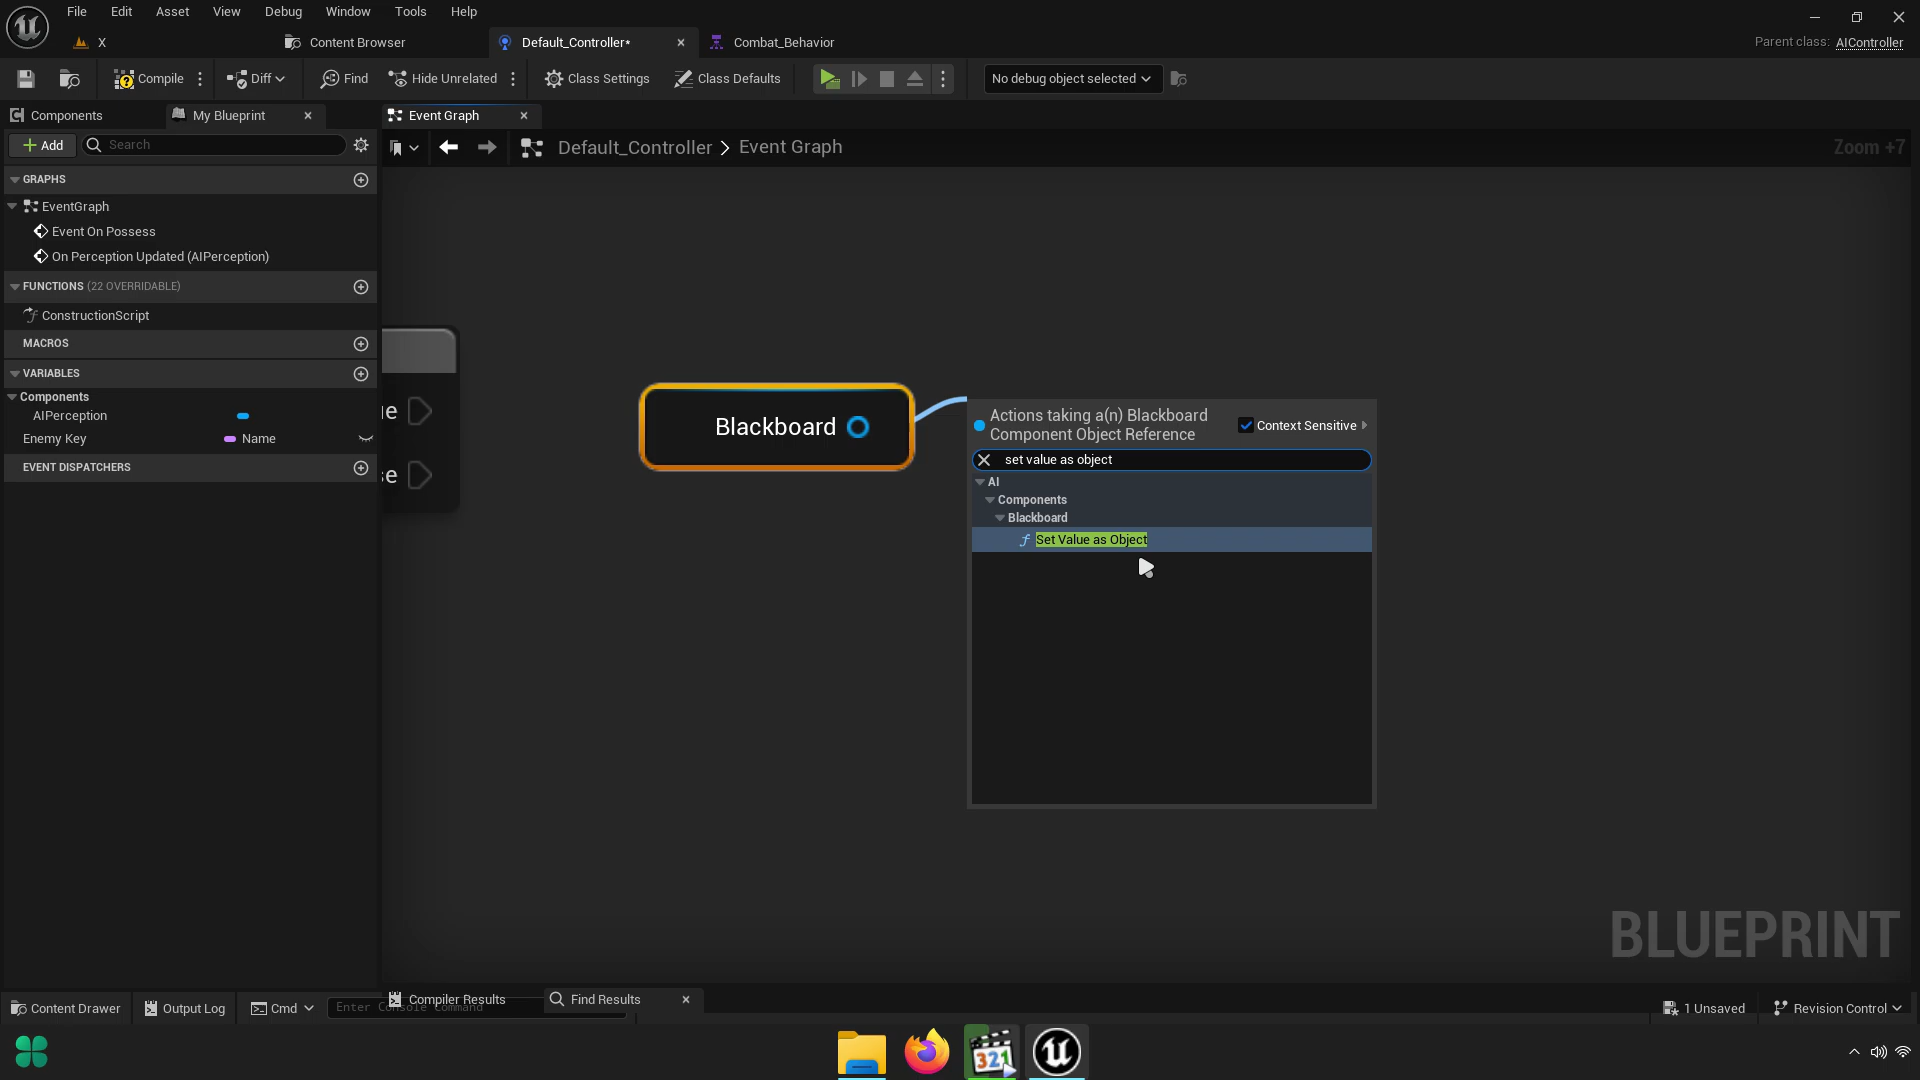 File Edit Asset View Debug Window Tools Help
X Content Browser Default_Controller* Combat_Behavior Parent class: AIController
Compile Diff Find Hide Unrelated Class Settings Class Defaults No debug object selected
Components My Blueprint Event Graph
Add Search Default_Controller > Event Graph Zoom +7
GRAPHS
EventGraph
Event On Possess
On Perception Updated (AIPerception)
FUNCTIONS (22 OVERRIDABLE)
ConstructionScript
MACROS
VARIABLES
Components
AIPerception
Enemy Key Name
EVENT DISPATCHERS
Blackboard
Actions taking a(n) Blackboard
Component Object Reference
Context Sensitive
set value as object
AI
Components
Blackboard
Set Value as Object
BLUEPRINT
Compiler Results Find Results
Content Drawer Output Log Cmd Enter Console Command 1 Unsaved Revision Control
321